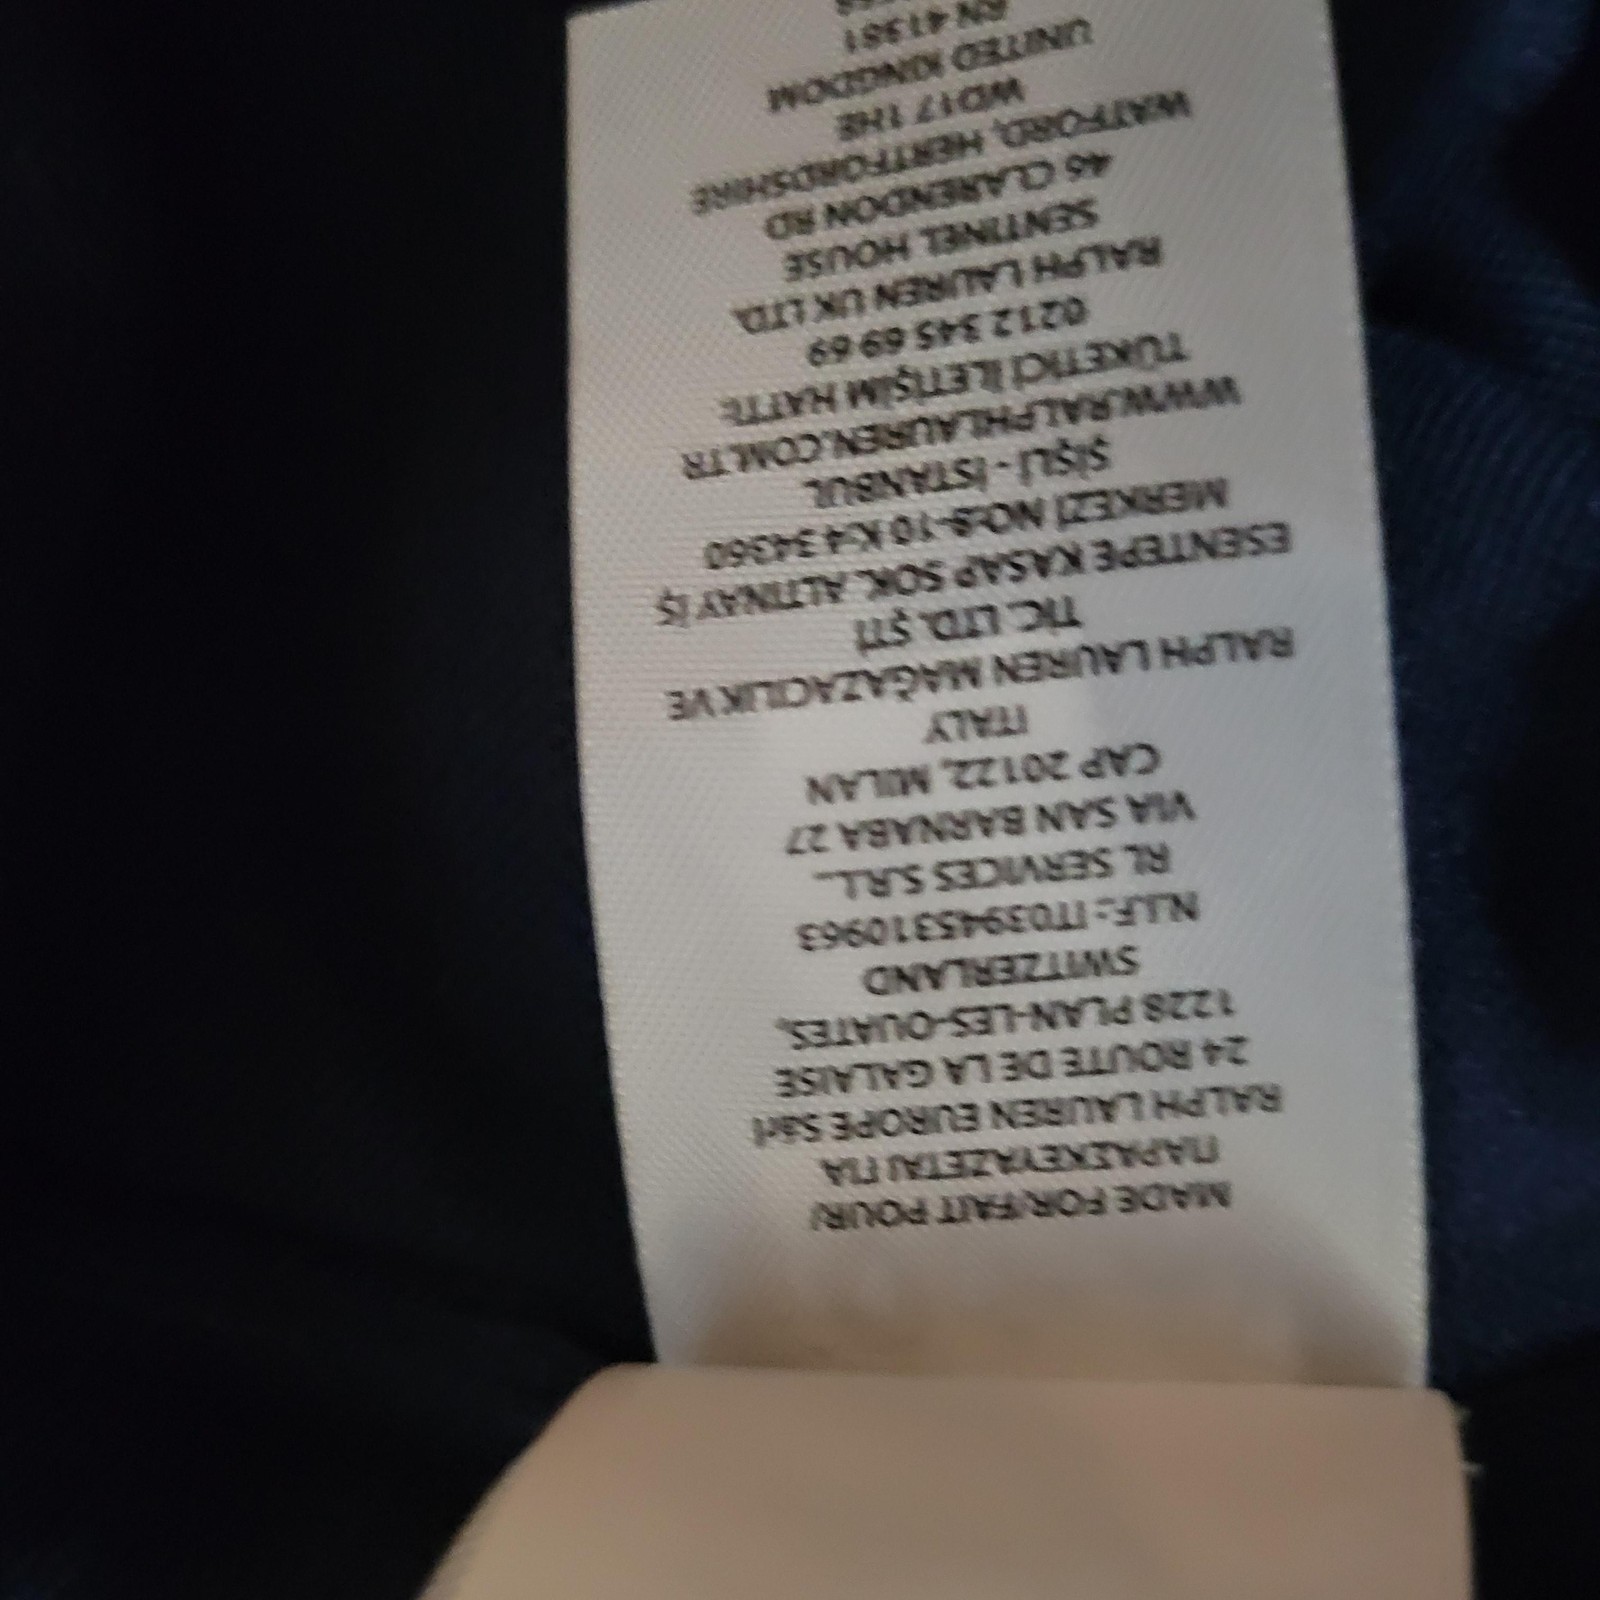 MADE FOR/FAIT POUR/
ΠΑΡΑΣΚΕΥΑΖΕΤΑΙ ΓΙΑ
RALPH LAUREN EUROPE Sarl
24 ROUTE DE LA GALAISE
1228 PLAN-LES-OUATES,
SWITZERLAND
N.I.F.: IT03945310963
RL SERVICES S.R.L._
VIA SAN BARNABA 27
CAP 20122, MILAN
ITALY
RALPH LAUREN MAĞAZACILIK VE
TİC. LTD. ŞTİ
ESENTEPE KASAP SOK. ALTINAY İŞ
MERKEZİ NO:8-10 K:4 34360
ŞİŞLİ - İSTANBUL
WWW.RALPHLAUREN.COM.TR
TÜKETİCİ İLETİŞİM HATTE
0212 345 69 69
RALPH LAUREN UK LTD.
SENTINEL HOUSE
46 CLARENDON RD
WATFORD, HERTFORDSHIRE
WD17 1HE
UNITED KINGDOM
RN 41381